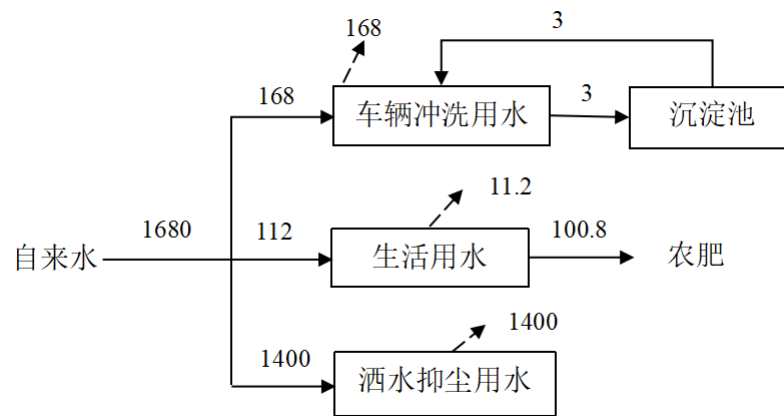 3
168
168
车辆冲洗用水
3
沉淀池
11.2
自来水
1680
112
生活用水
100.8
农肥
1400
1400
洒水抑尘用水